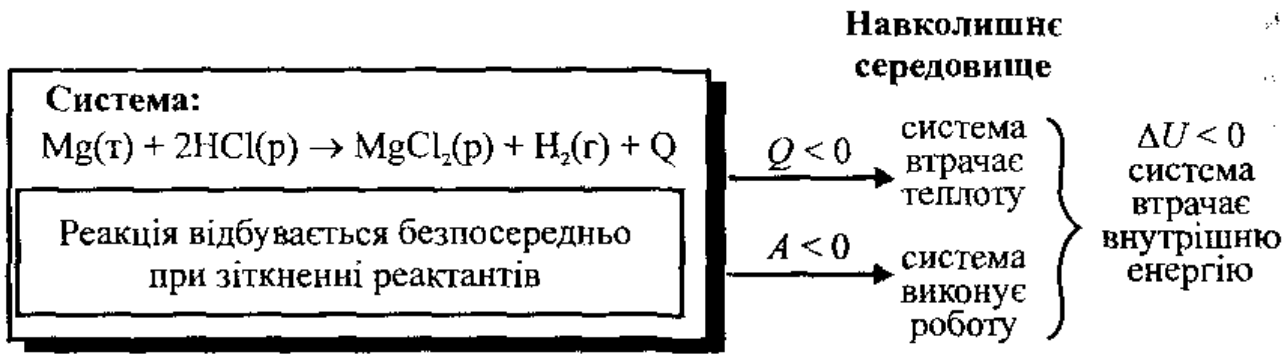 Навколишнє
середовище
Система:
Mg(т) + 2HCl(р) → MgCl₂(р) + H₂(г) + Q
Реакція відбувається безпосередньо
при зіткненні реактантів
Q < 0
система
втрачає
теплоту
A < 0
система
виконує
роботу
ΔU < 0
система
втрачає
внутрішню
енергію